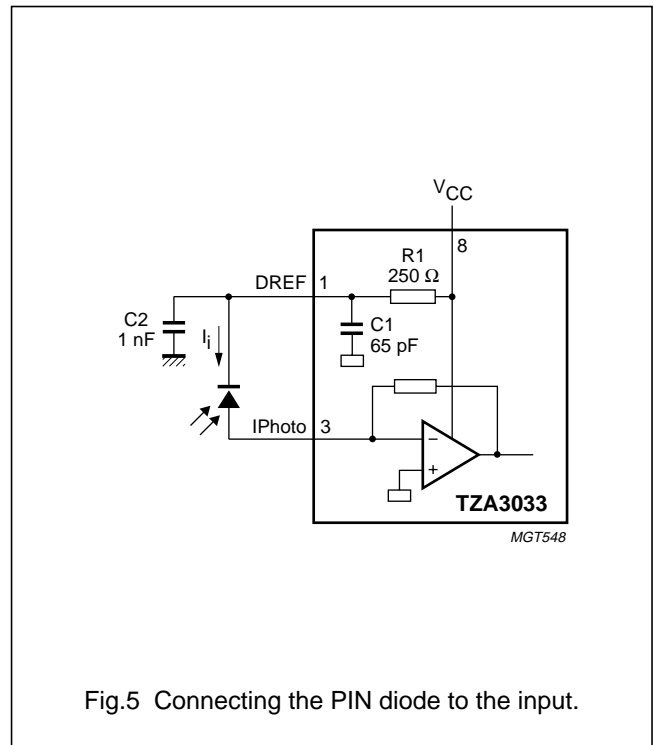 VCC
8
R1
250 Ω
DREF 1
C2
1 nF
Ii
C1
65 pF
IPhoto 3
−
+
TZA3033
MGT548
Fig.5 Connecting the PIN diode to the input.